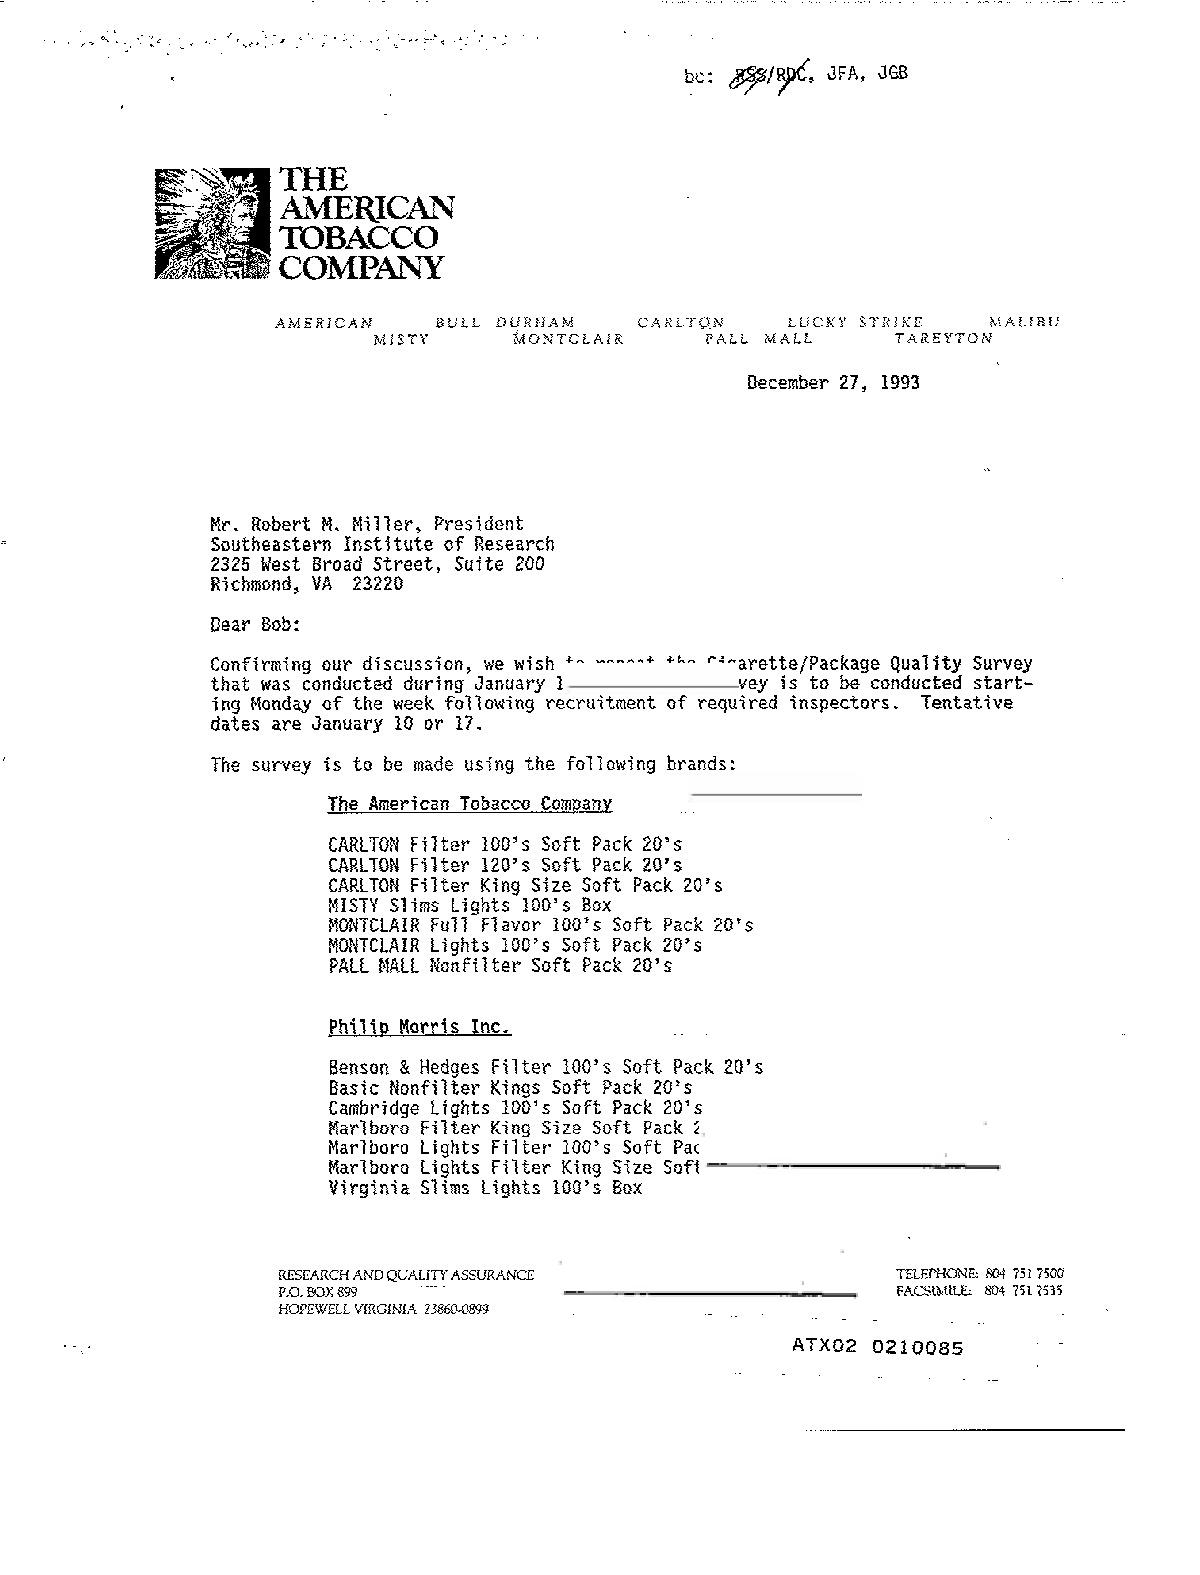 bc: RSS/RDC, JFA, JGB
THE
AMERICAN
TOBACCO
COMPANY
AMERICAN BULL DURHAM CARLTON LUCKY STRIKE MALIBU
MISTY MONTCLAIR PALL MALL TAREYTON
December 27, 1993
Mr. Robert M. Miller, President
Southeastern Institute of Research
2325 West Broad Street, Suite 200
Richmond, VA 23220
Dear Bob:
Confirming our discussion, we wish arette/Package Quality Survey
that was conducted during January 1 vey is to be conducted start-
ing Monday of the week following recruitment of required inspectors. Tentative
dates are January 10 or 17.
The survey is to be made using the following brands:
The American Tobacco Company
CARLTON Filter 100's Soft Pack 20's
CARLTON Filter 120's Soft Pack 20's
CARLTON Filter King Size Soft Pack 20's
MISTY Slims Lights 100's Box
MONTCLAIR Full Flavor 100's Soft Pack 20's
MONTCLAIR Lights 100's Soft Pack 20's
PALL MALL Nonfilter Soft Pack 20's
Philip Morris Inc.
Benson & Hedges Filter 100's Soft Pack 20's
Basic Nonfilter Kings Soft Pack 20's
Cambridge Lights 100's Soft Pack 20's
Marlboro Filter King Size Soft Pack 2
Marlboro Lights Filter 100's Soft Pac
Marlboro Lights Filter King Size Soft
Virginia Slims Lights 100's Box
RESEARCH AND QUALITY ASSURANCE TELEPHONE: 804 751 7500
P.O. BOX 899 FACSIMILE: 804 751 7535
HOPEWELL VIRGINIA 23860-0899
ATX02 0210085